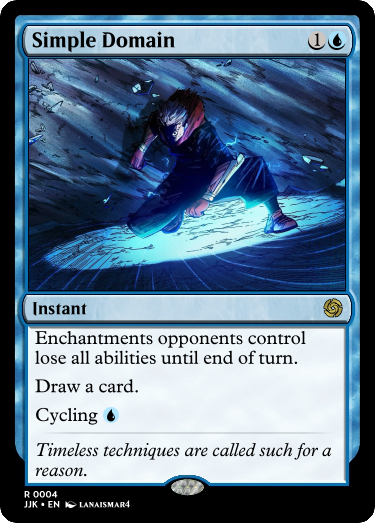 Simple Domain 1
Instant
Enchantments opponents control
lose all abilities until end of turn.
Draw a card.
Cycling
Timeless techniques are called such for a
reason.
R 0004
JJK • EN LANAISMAR4